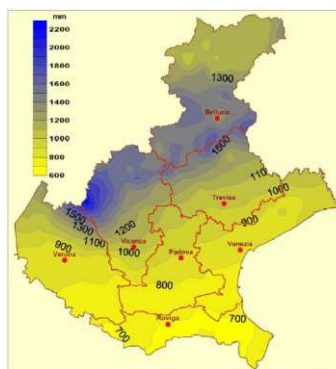 mm
2200
2000
1800
1600
1400
1200
1000
800
600
1300
Belluno
1500
110
1000
Treviso
1500
1300
1100
1200
900
Vicenza
1000
Verona
900
Venezia
Padova
800
700
Rovigo
700